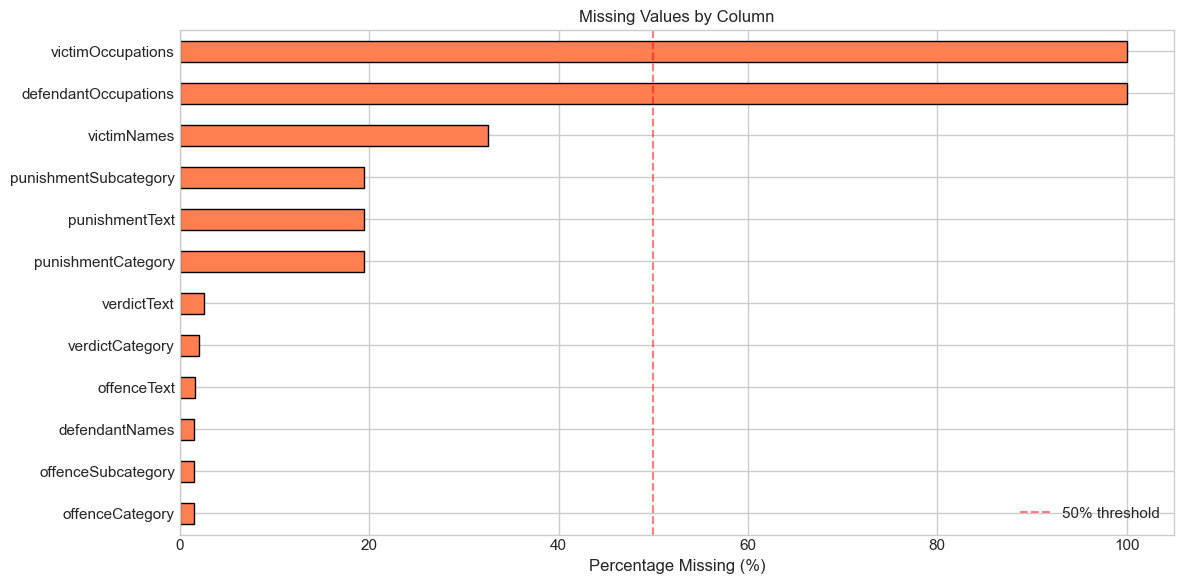 Missing Values by Column
victimOccupations
defendantOccupations
victimNames
punishmentSubcategory
punishmentText
punishmentCategory
verdictText
verdictCategory
offenceText
defendantNames
offenceSubcategory
offenceCategory
50% threshold
0 20 40 60 80 100
Percentage Missing (%)